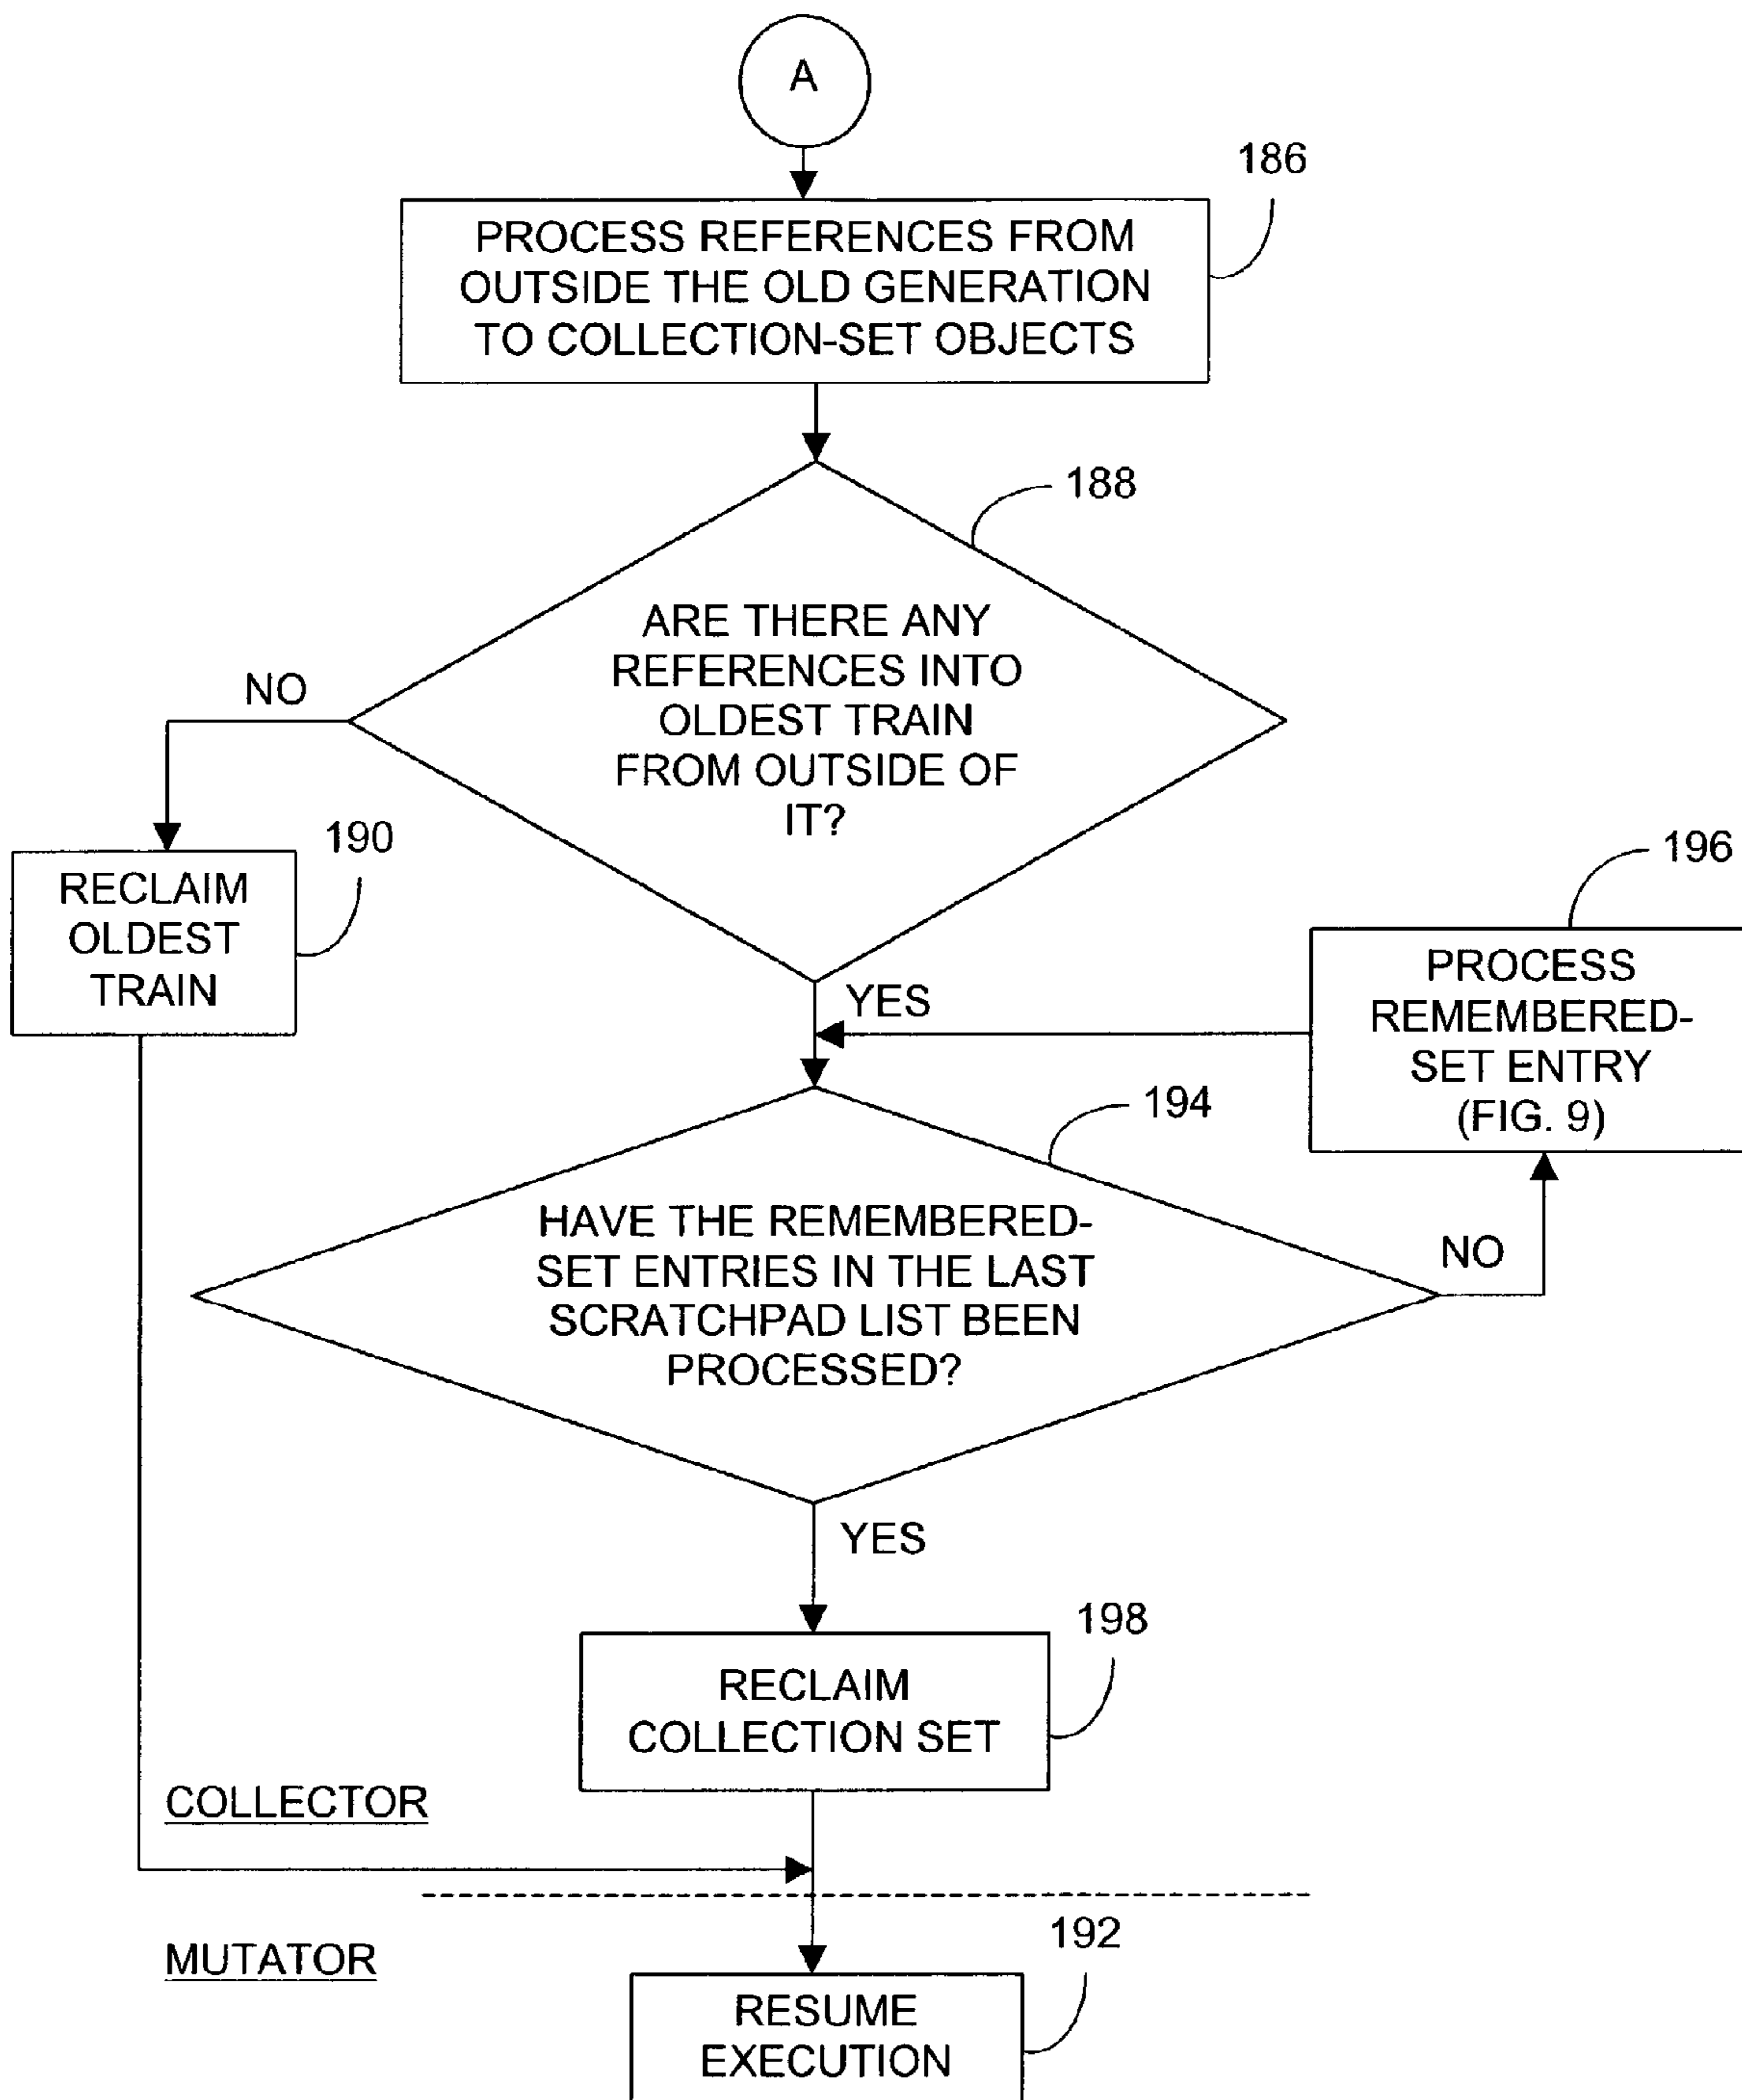 A
186
PROCESS REFERENCES FROM
OUTSIDE THE OLD GENERATION
TO COLLECTION-SET OBJECTS
188
ARE THERE ANY
REFERENCES INTO
OLDEST TRAIN
FROM OUTSIDE OF
IT?
NO
190
RECLAIM
OLDEST
TRAIN
YES
196
PROCESS
REMEMBERED-
SET ENTRY
(FIG. 9)
194
HAVE THE REMEMBERED-
SET ENTRIES IN THE LAST
SCRATCHPAD LIST BEEN
PROCESSED?
NO
YES
198
RECLAIM
COLLECTION SET
COLLECTOR
MUTATOR
192
RESUME
EXECUTION